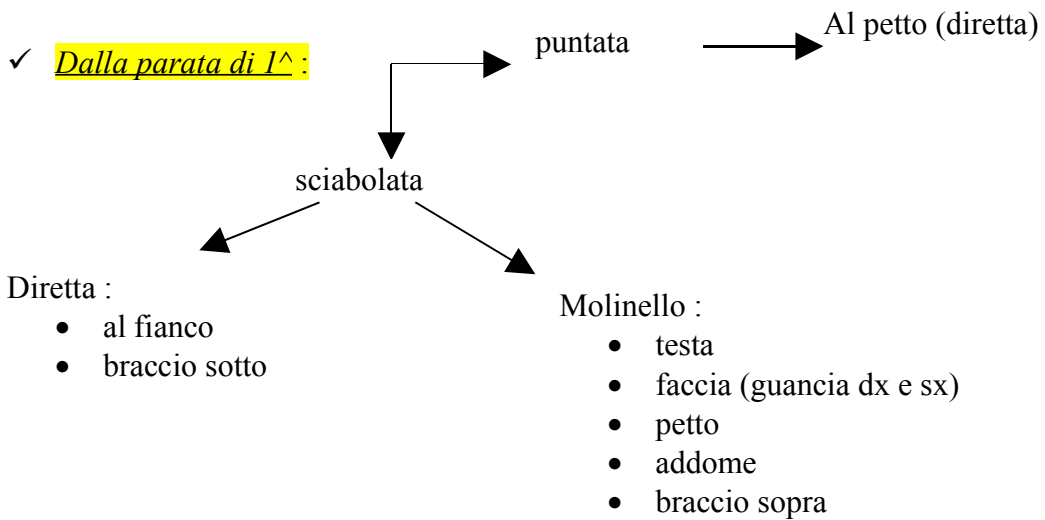 ✓ Dalla parata di 1^ :
puntata
Al petto (diretta)
sciabolata
Diretta :
• al fianco
• braccio sotto
Molinello :
• testa
• faccia (guancia dx e sx)
• petto
• addome
• braccio sopra